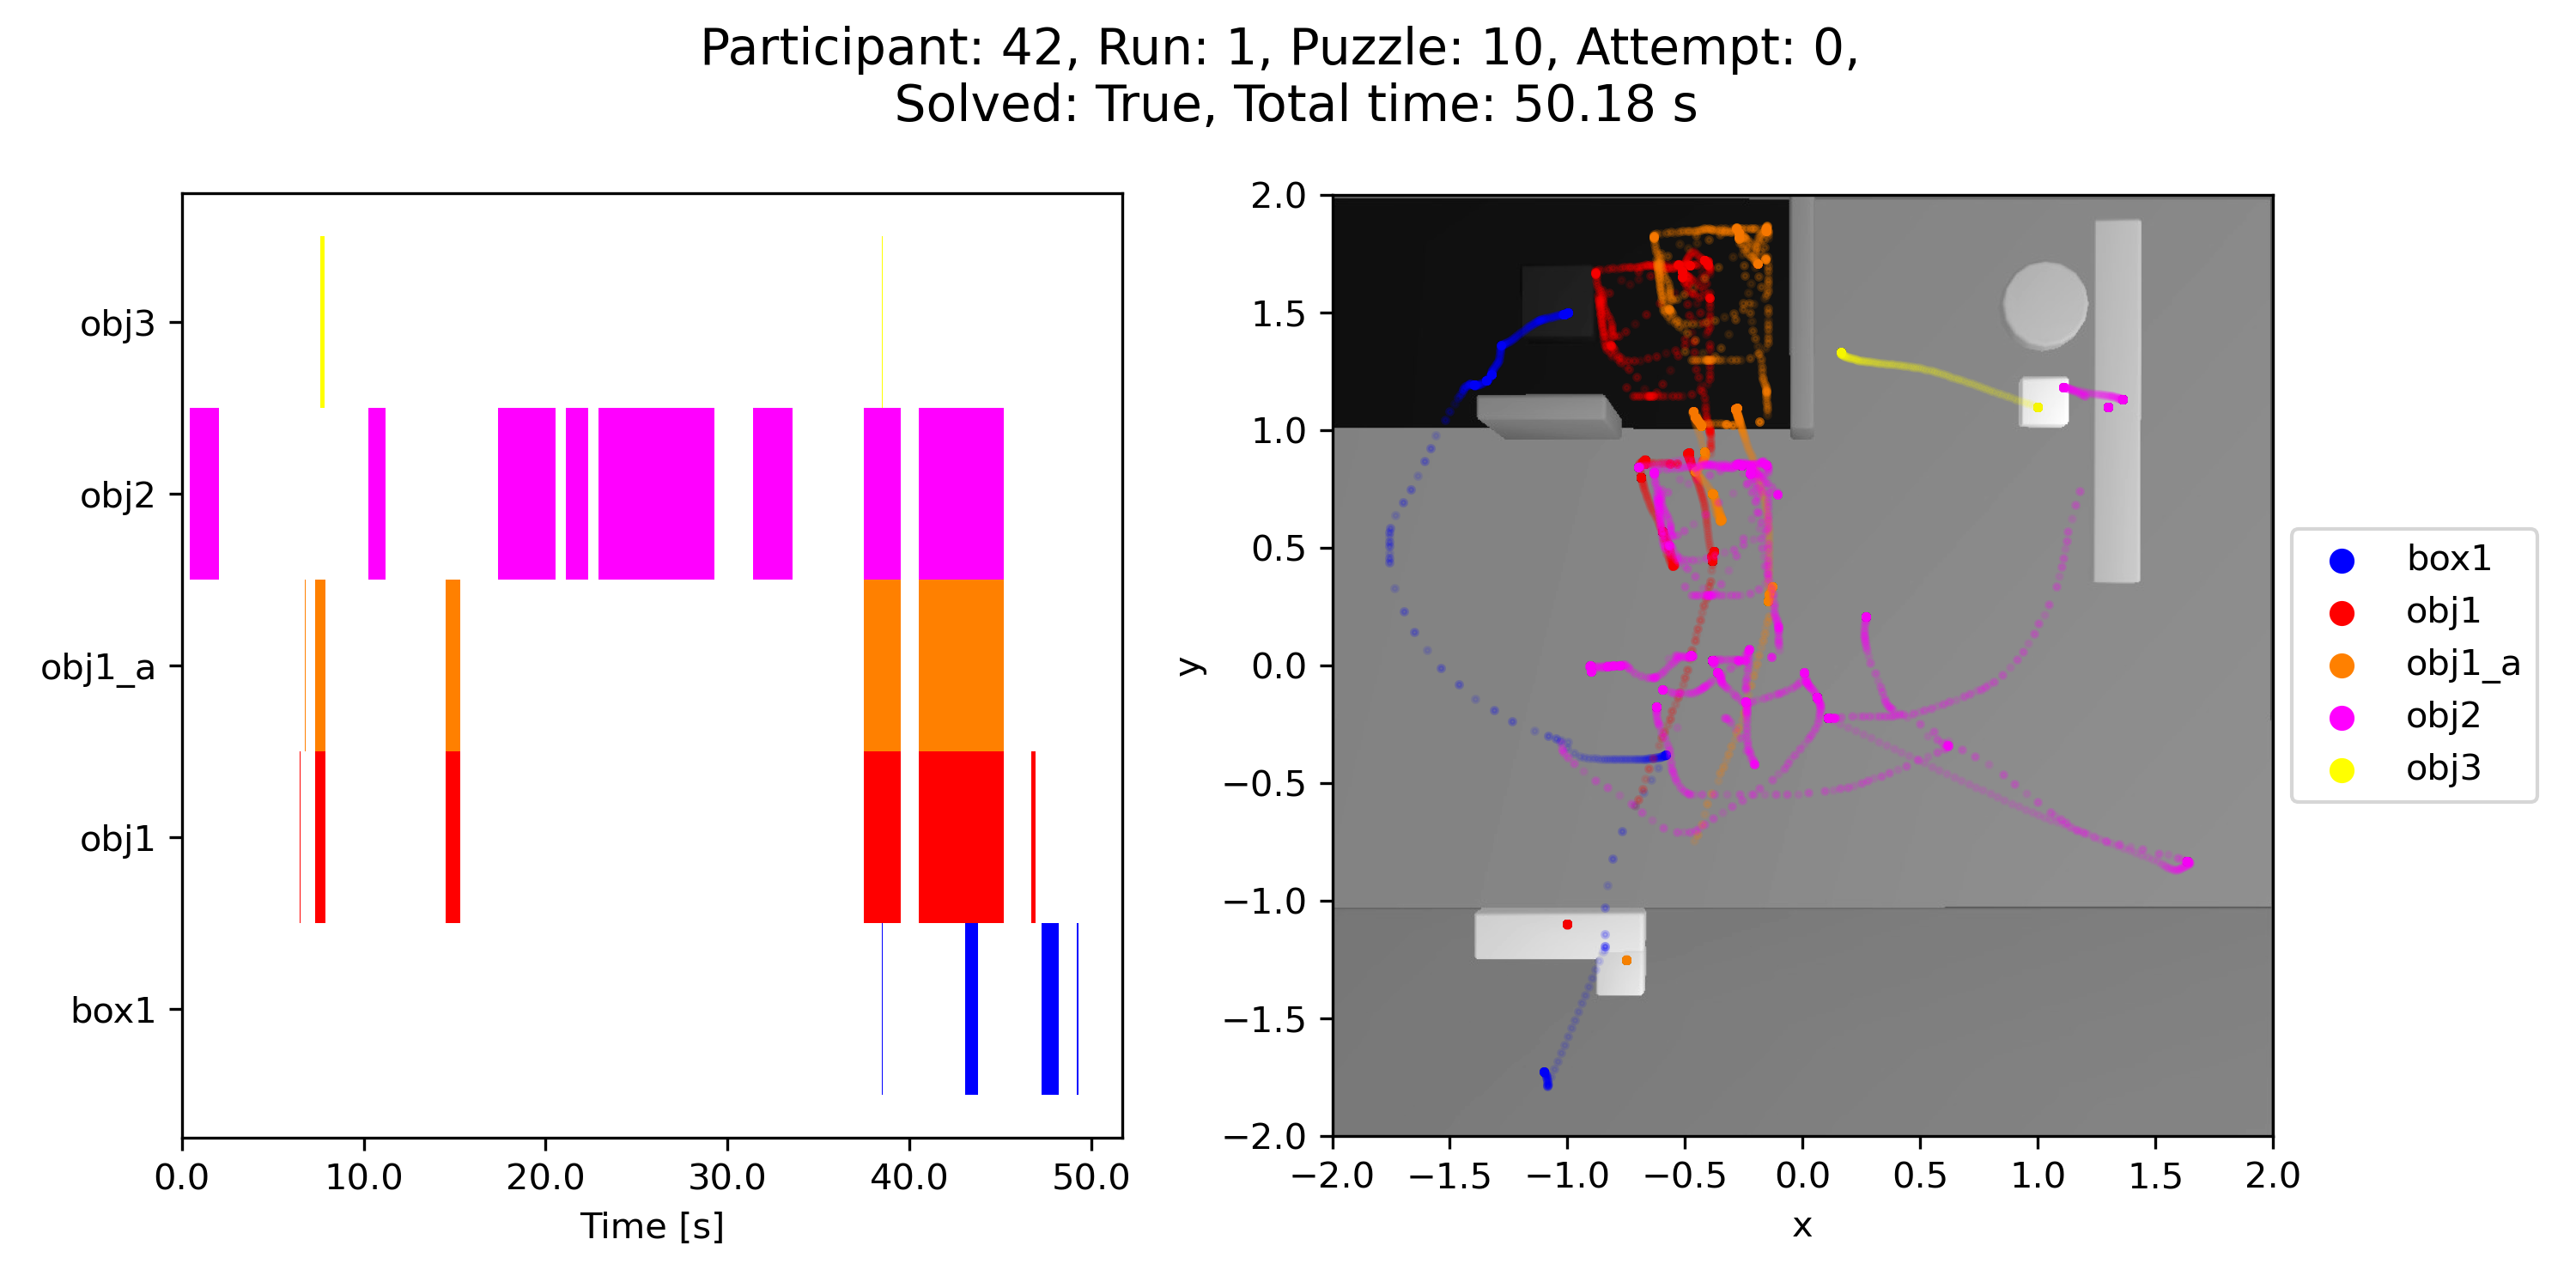 Participant: 42, Run: 1, Puzzle: 10, Attempt: 0,
Solved: True, Total time: 50.18 s
obj3
obj2
obj1_a
obj1
box1
0.0 10.0 20.0 30.0 40.0 50.0
Time [s]
2.0
1.5
1.0
0.5
0.0
−0.5
−1.0
−1.5
−2.0
y
−2.0 −1.5 −1.0 −0.5 0.0 0.5 1.0 1.5 2.0
x
box1
obj1
obj1_a
obj2
obj3